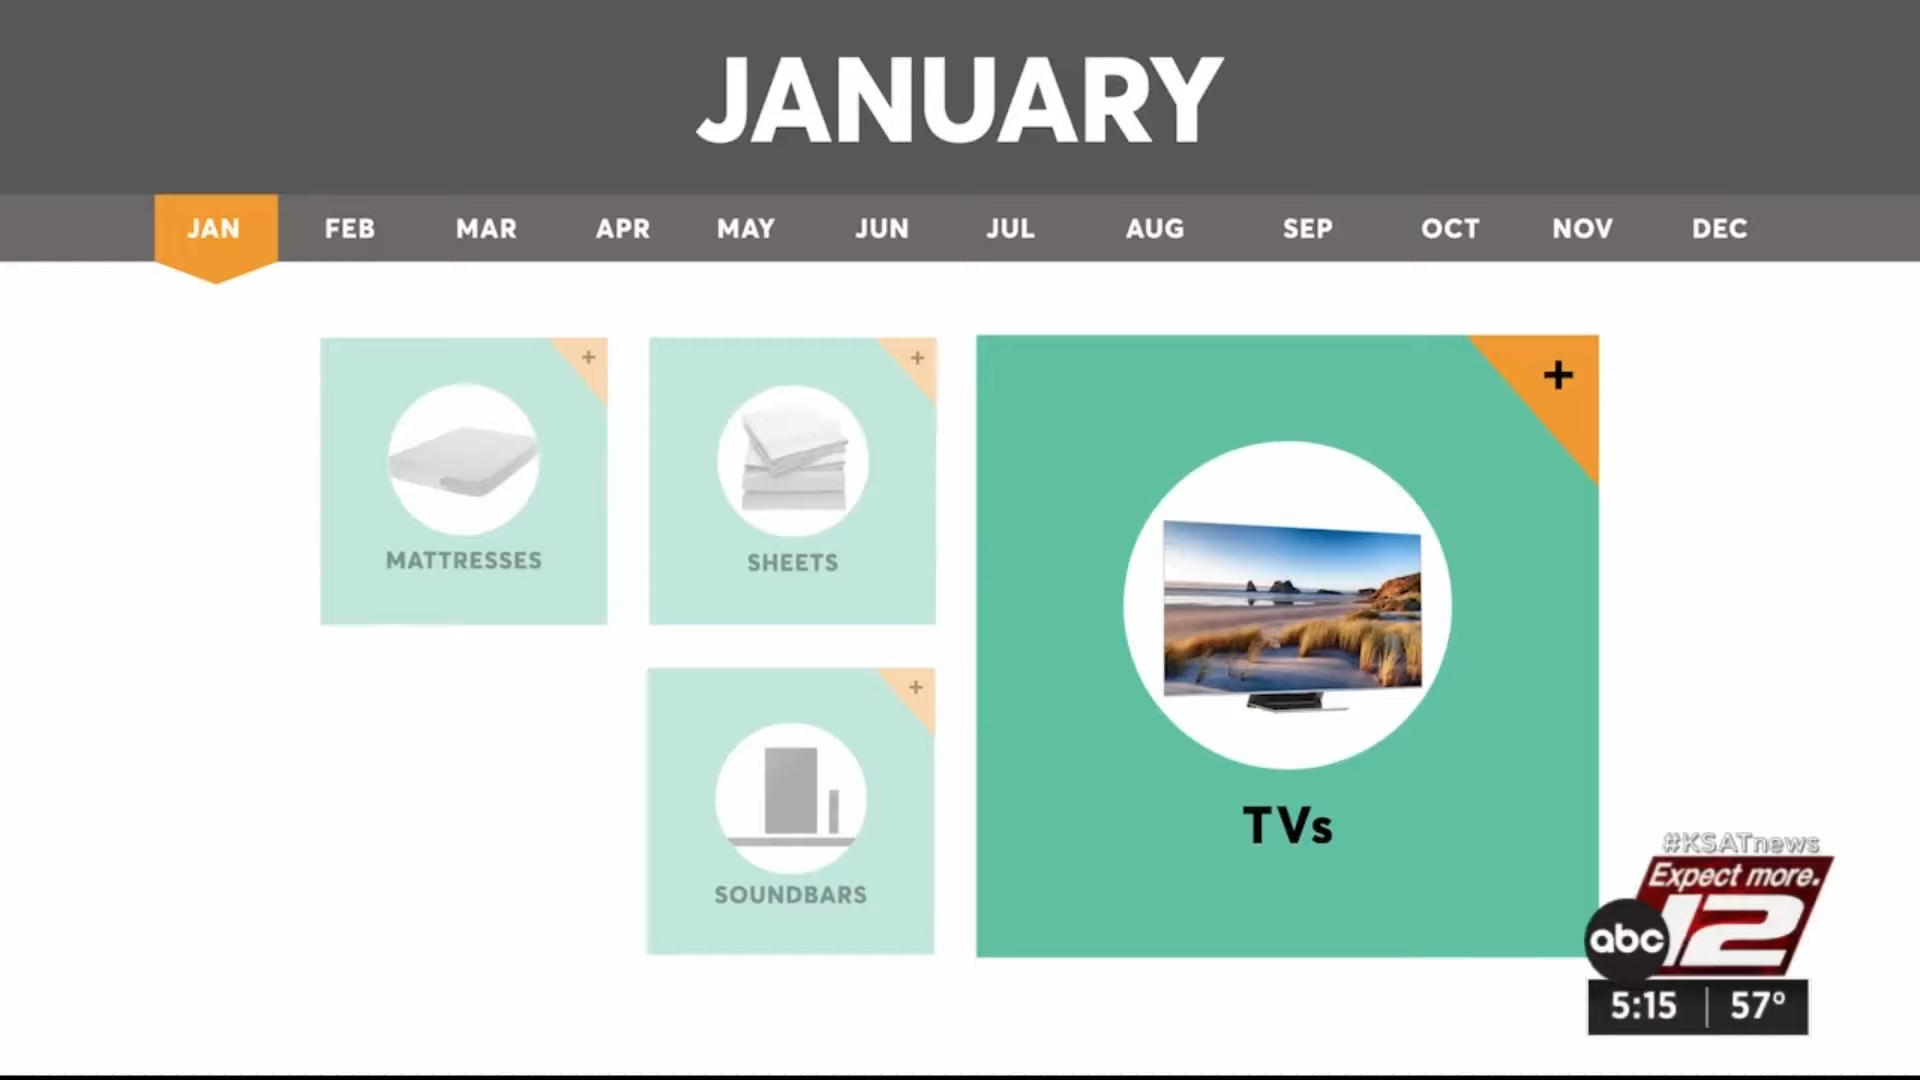 JANUARY
JAN FEB MAR APR MAY JUN JUL AUG SEP OCT NOV DEC
+
MATTRESSES
+
SHEETS
+
TVs
+
SOUNDBARS
#KSATnews
Expect more.
abc 12
5:15 57°